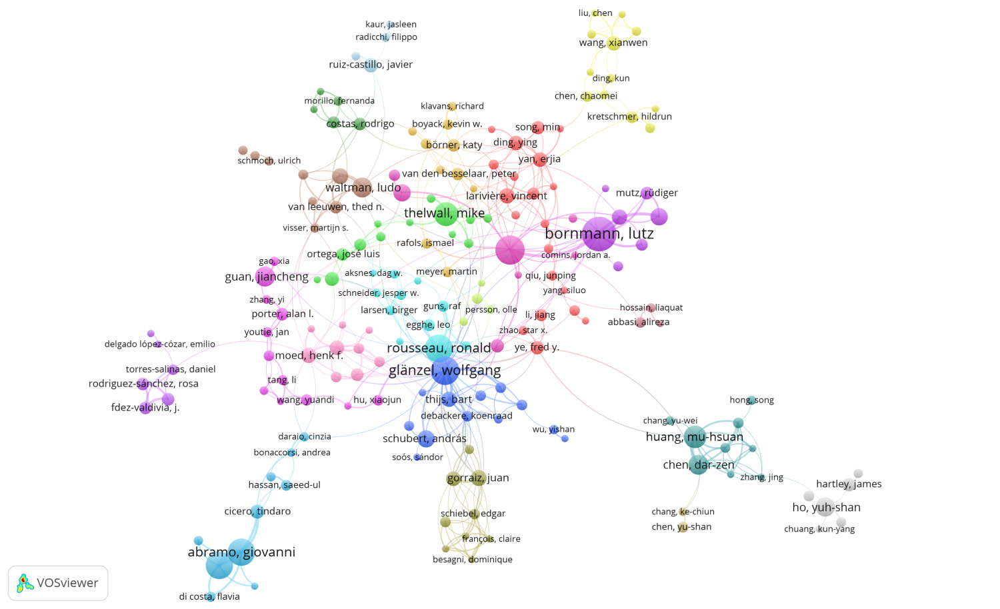 liu, chen
kaur, jasleen
radicchi, filippo
wang, xianwen
ruiz-castillo, javier
ding, kun
chen, chaomei
morillo, fernanda
klavans, richard
kretschmer, hildrun
costas, rodrigo
boyack, kevin w.
song, min
ding, ying
börner, katy
schmoch, ulrich
yan, erjia
van den besselaar, peter
waltman, ludo
mutz, rüdiger
larivière, vincent
van leeuwen, thed n.
thelwall, mike
visser, martijn s.
bornmann, lutz
rafols, ismael
ortega, josé luis
comins, jordan a.
gao, xia
guan, jiancheng
aksnes, dag w.
meyer, martin
qiu, junping
schneider, jesper w.
yang, siluo
zhang, yi
guns, raf
persson, olle
hossain, liaquat
larsen, birger
porter, alan l.
li, jiang
abbasi, alireza
egghe, leo
youtie, jan
zhao, star x.
delgado lópez-cózar, emilio
rousseau, ronald
ye, fred y.
moed, henk f.
torres-salinas, daniel
glänzel, wolfgang
rodriguez-sánchez, rosa
tang, li
wang, yuandi
hu, xiaojun
thijs, bart
hong, song
fdez-valdivia, j.
debackere, koenraad
chang, yu-wei
wu, yishan
daraio, cinzia
schubert, andrás
huang, mu-hsuan
bonaccorsi, andrea
soós, sándor
chen, dar-zen
gorraiz, juan
zhang, jing
hassan, saeed-ul
hartley, james
cicero, tindaro
schiebel, edgar
chang, ke-chiun
ho, yuh-shan
chen, yu-shan
chuang, kun-yang
françois, claire
abramo, giovanni
besagni, dominique
VOSviewer
di costa, flavia